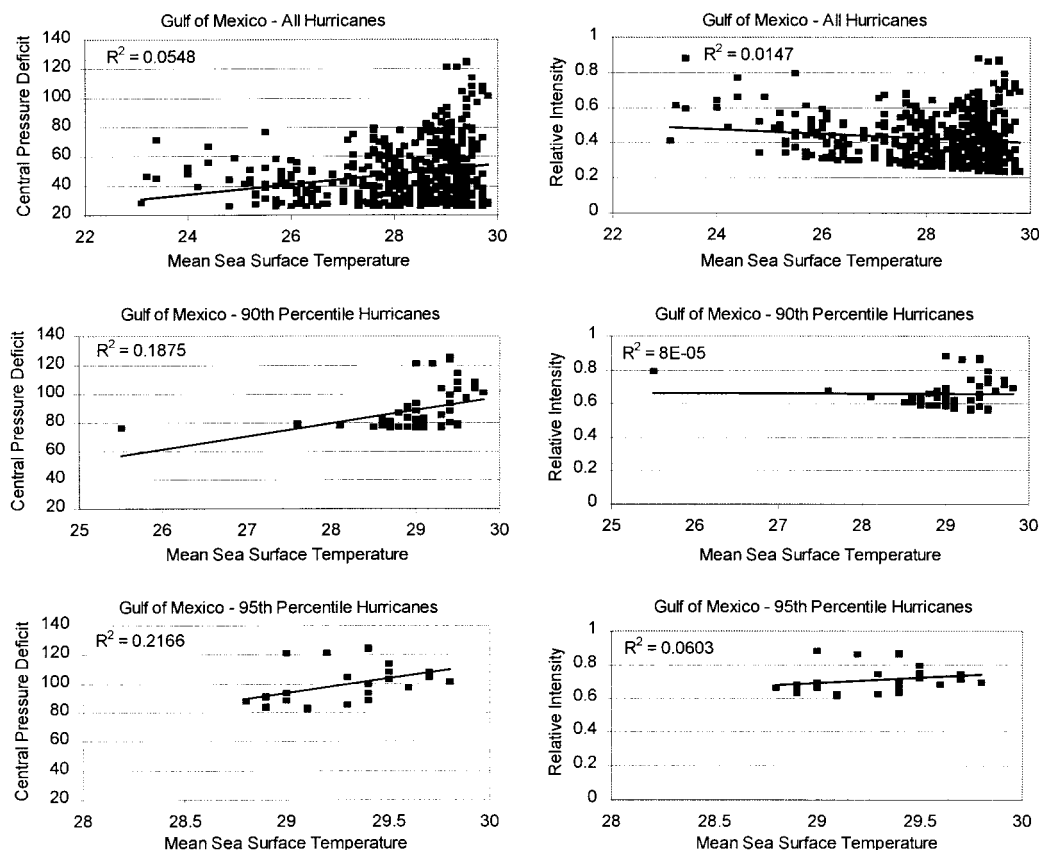 Gulf of Mexico - All Hurricanes
Central Pressure Deficit
140
120
100
80
60
40
20
R² = 0.0548
22 24 26 28 30
Mean Sea Surface Temperature
Gulf of Mexico - All Hurricanes
Relative Intensity
1
0.8
0.6
0.4
0.2
0
R² = 0.0147
22 24 26 28 30
Mean Sea Surface Temperature
Gulf of Mexico - 90th Percentile Hurricanes
Central Pressure Deficit
140
120
100
80
60
40
20
R² = 0.1875
25 26 27 28 29 30
Mean Sea Surface Temperature
Gulf of Mexico - 90th Percentile Hurricanes
Relative Intensity
1
0.8
0.6
0.4
0.2
0
R² = 8E-05
25 26 27 28 29 30
Mean Sea Surface Temperature
Gulf of Mexico - 95th Percentile Hurricanes
Central Pressure Deficit
140
120
100
80
60
40
20
R² = 0.2166
28 28.5 29 29.5 30
Mean Sea Surface Temperature
Gulf of Mexico - 95th Percentile Hurricanes
Relative Intensity
1
0.8
0.6
0.4
0.2
0
R² = 0.0603
28 28.5 29 29.5 30
Mean Sea Surface Temperature